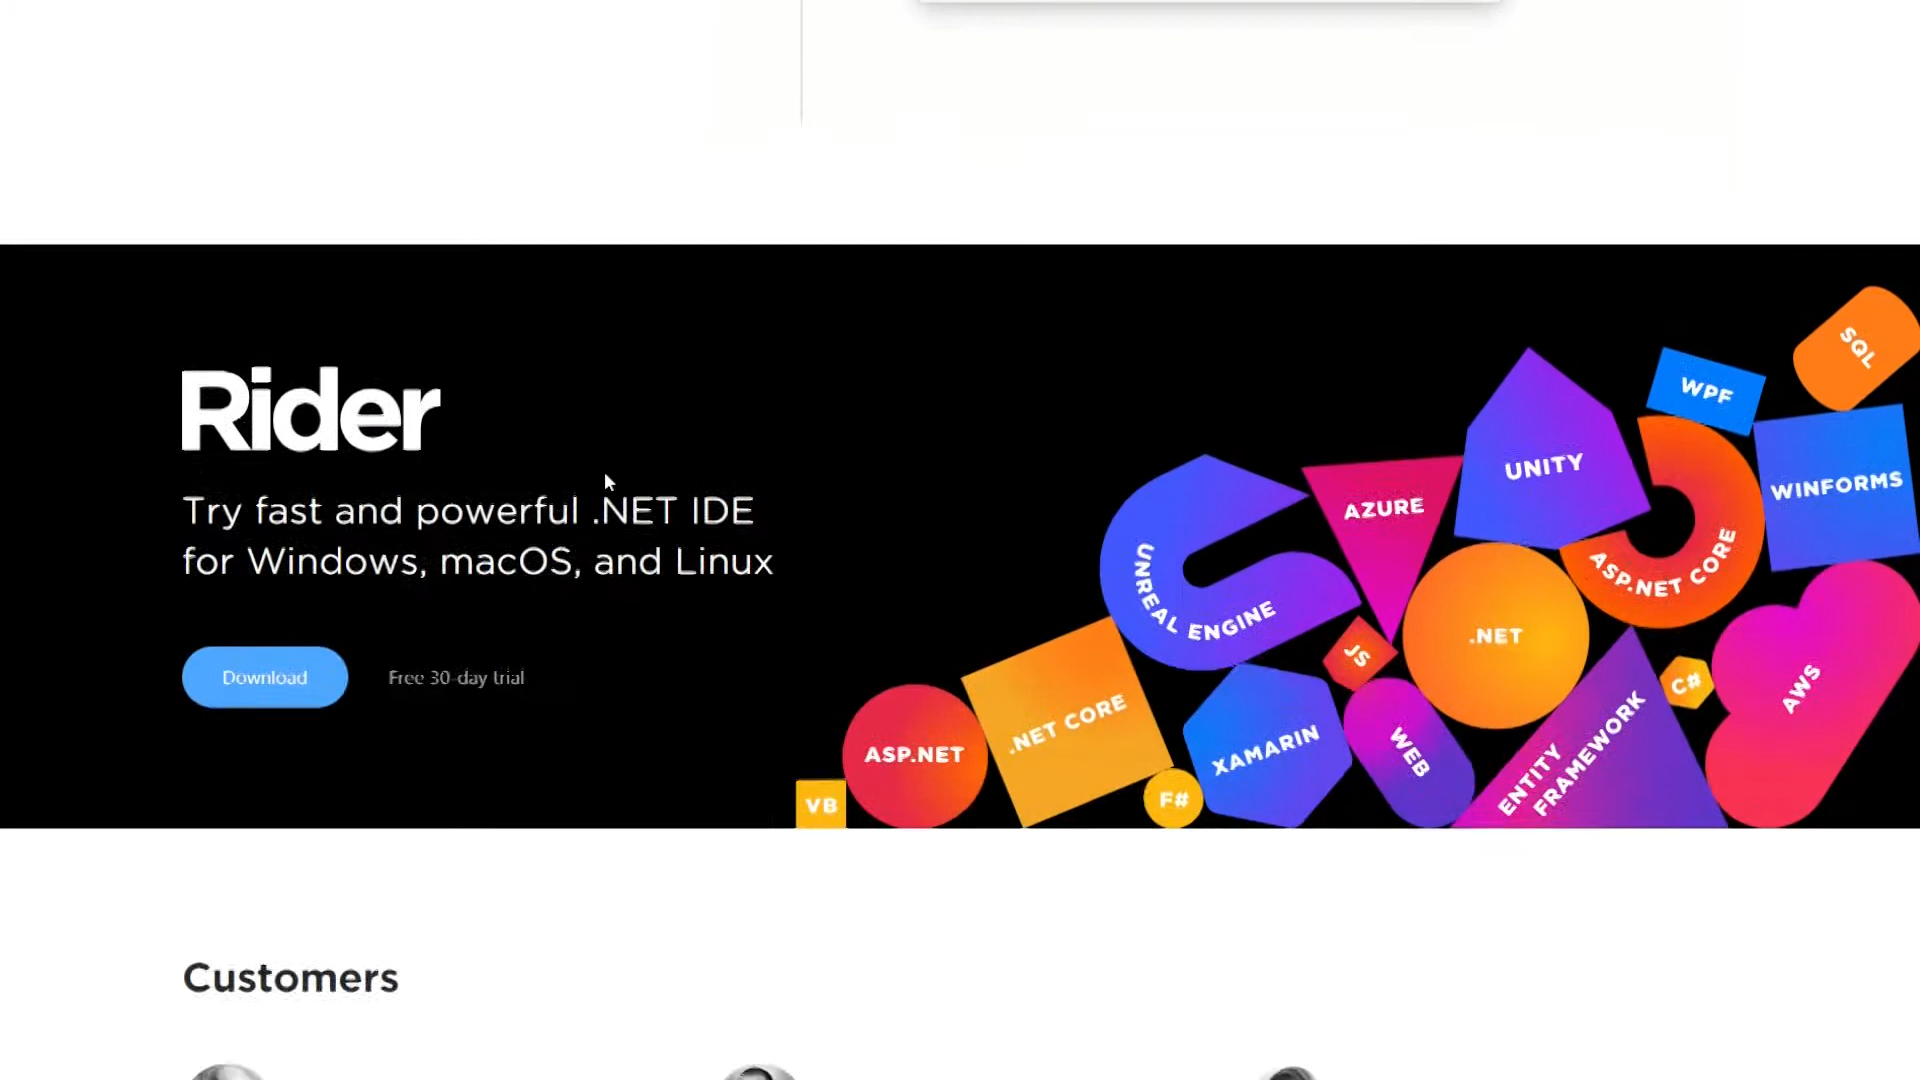 Rider
Try fast and powerful .NET IDE
for Windows, macOS, and Linux
Download
Free 30-day trial
SQL
WPF
UNITY
WINFORMS
AZURE
ASP.NET CORE
UNREAL ENGINE
.NET
JS
C#
AWS
.NET CORE
XAMARIN
WEB
ENTITY
FRAMEWORK
ASP.NET
F#
VB
Customers